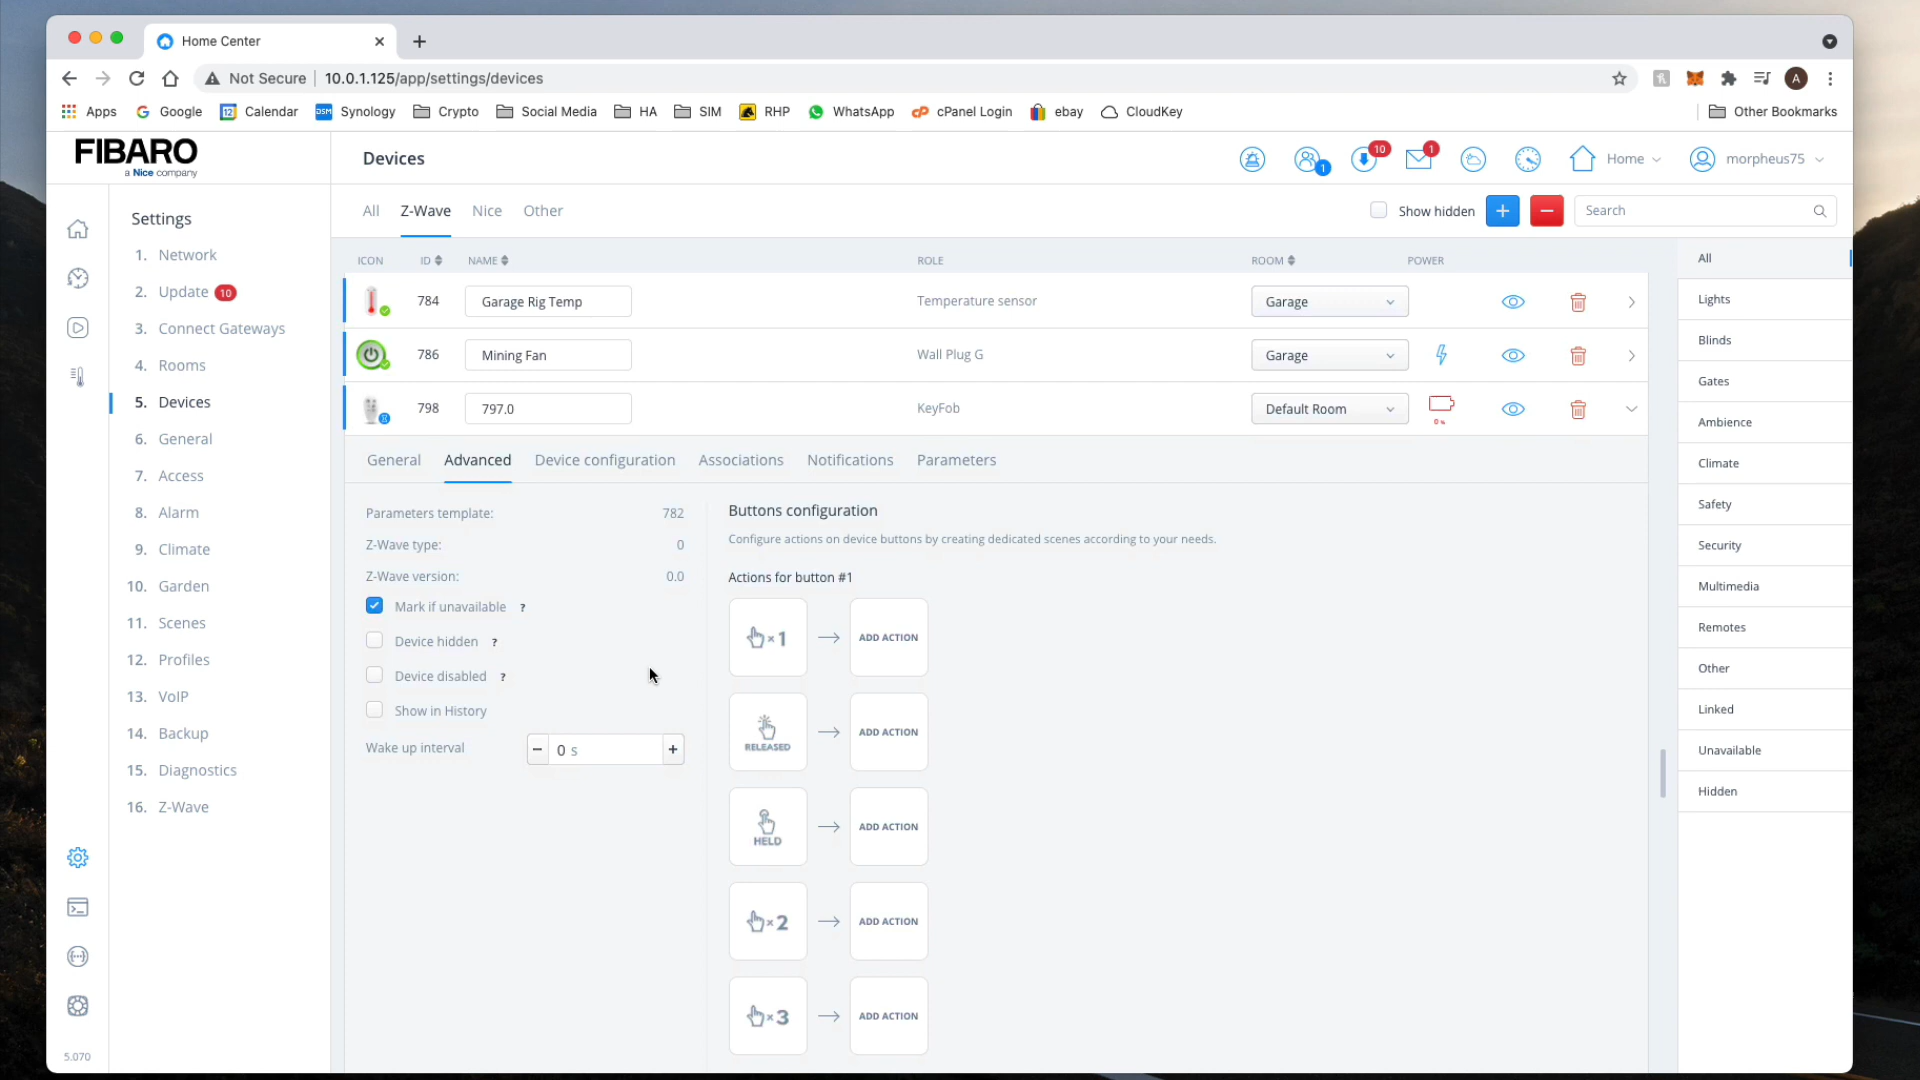 Home Center
Not Secure 10.0.1.125/app/settings/devices
A
Apps Google Calendar Synology Crypto Social Media HA SIM RHP WhatsApp cPanel Login ebay CloudKey Other Bookmarks
FIBARO
a Nice company
Devices
1
10
1
Home
morpheus75
All Z-Wave Nice Other
Show hidden
Search
Settings
1. Network
2. Update 10
3. Connect Gateways
4. Rooms
5. Devices
6. General
7. Access
8. Alarm
9. Climate
10. Garden
11. Scenes
12. Profiles
13. VoIP
14. Backup
15. Diagnostics
16. Z-Wave
5.070
ICON ID NAME ROLE ROOM POWER
784 Garage Rig Temp Temperature sensor Garage
786 Mining Fan Wall Plug G Garage
798 797.0 KeyFob Default Room 0 %
General Advanced Device configuration Associations Notifications Parameters
Parameters template: 782
Z-Wave type: 0
Z-Wave version: 0.0
Mark if unavailable ?
Device hidden ?
Device disabled ?
Show in History
Wake up interval − 0 s +
Buttons configuration
Configure actions on device buttons by creating dedicated scenes according to your needs.
Actions for button #1
×1 ADD ACTION
RELEASED ADD ACTION
HELD ADD ACTION
×2 ADD ACTION
×3 ADD ACTION
All
Lights
Blinds
Gates
Ambience
Climate
Safety
Security
Multimedia
Remotes
Other
Linked
Unavailable
Hidden